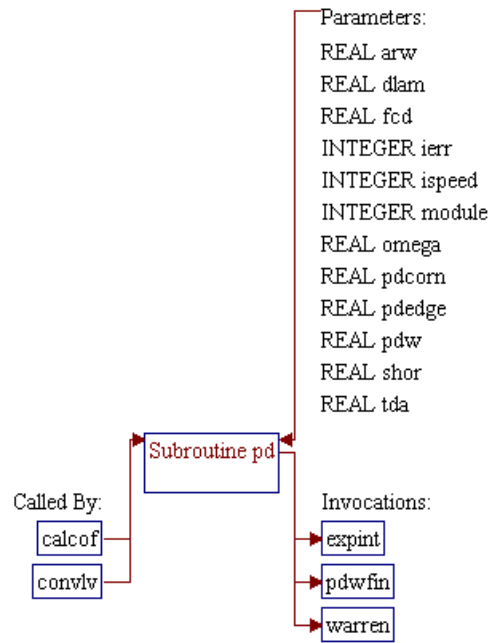 Parameters:
REAL arw
REAL dlam
REAL fcd
INTEGER ierr
INTEGER ispeed
INTEGER module
REAL omega
REAL pdcorn
REAL pdedge
REAL pdw
REAL shor
REAL tda
Subroutine pd
Called By:
calcof
convlv
Invocations:
expint
pdwfin
warren